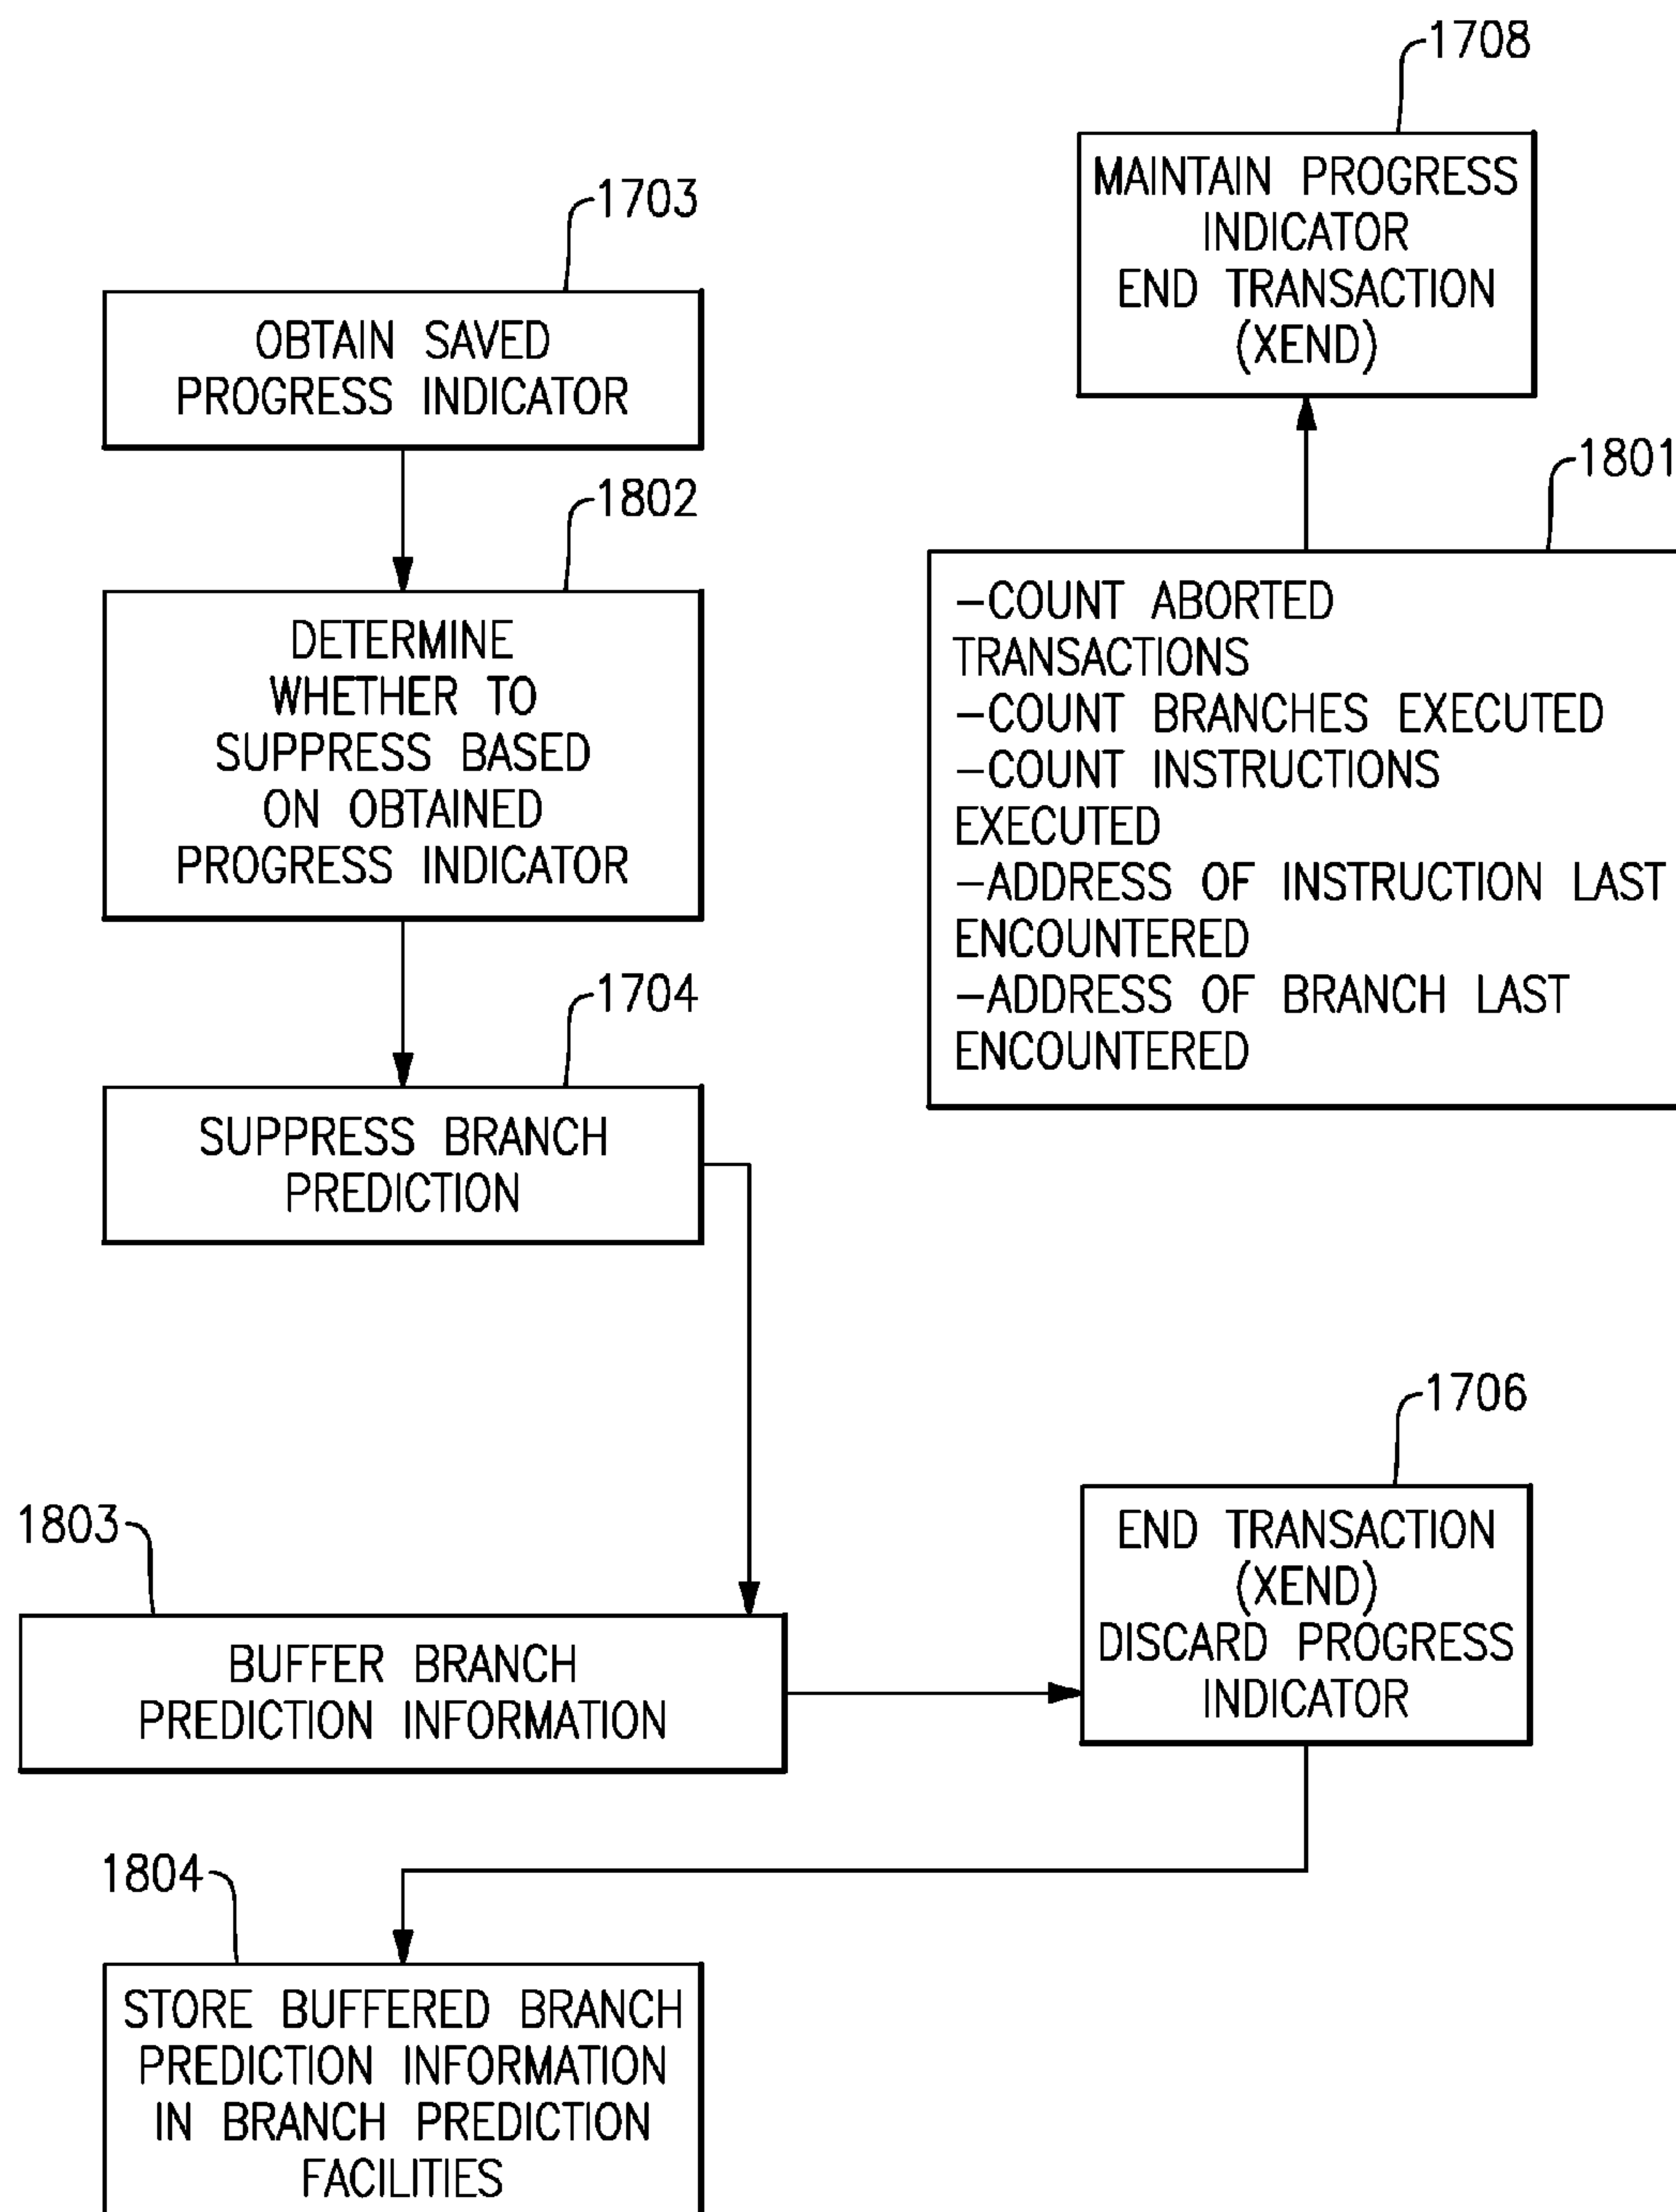 1708
MAINTAIN PROGRESS
INDICATOR
END TRANSACTION
(XEND)
1703
OBTAIN SAVED
PROGRESS INDICATOR
1801
-COUNT ABORTED
TRANSACTIONS
-COUNT BRANCHES EXECUTED
-COUNT INSTRUCTIONS
EXECUTED
-ADDRESS OF INSTRUCTION LAST
ENCOUNTERED
-ADDRESS OF BRANCH LAST
ENCOUNTERED
1802
DETERMINE
WHETHER TO
SUPPRESS BASED
ON OBTAINED
PROGRESS INDICATOR
1704
SUPPRESS BRANCH
PREDICTION
1706
END TRANSACTION
(XEND)
DISCARD PROGRESS
INDICATOR
1803
BUFFER BRANCH
PREDICTION INFORMATION
1804
STORE BUFFERED BRANCH
PREDICTION INFORMATION
IN BRANCH PREDICTION
FACILITIES